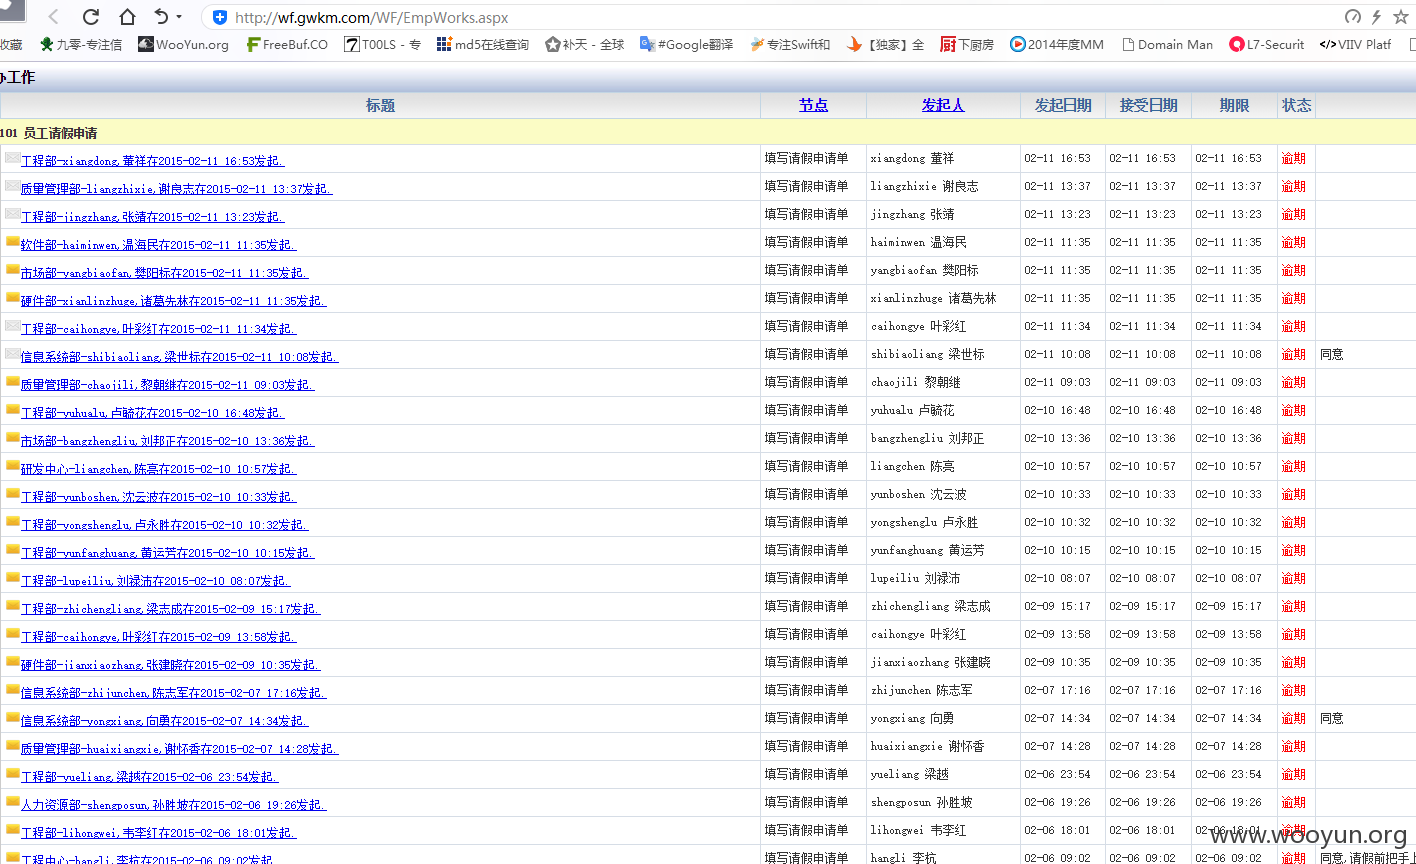 http://wf.gwkm.com/WF/EmpWorks.aspx
收藏 九零-专注信 WooYun.org FreeBuf.CO T00LS - 专 md5在线查询 补天 - 全球 #Google翻译 专注Swift和 【独家】全 下厨房 2014年度MM Domain Man L7-Securit VIIV Platf
工作
标题 节点 发起人 发起日期 接受日期 期限 状态
101 员工请假申请
工程部-xiangdong,董祥在2015-02-11 16:53发起. 填写请假申请单 xiangdong 董祥 02-11 16:53 02-11 16:53 02-11 16:53 逾期
质量管理部-liangzhixie,谢良志在2015-02-11 13:37发起. 填写请假申请单 liangzhixie 谢良志 02-11 13:37 02-11 13:37 02-11 13:37 逾期
工程部-jingzhang,张靖在2015-02-11 13:23发起. 填写请假申请单 jingzhang 张靖 02-11 13:23 02-11 13:23 02-11 13:23 逾期
软件部-haiminwen,温海民在2015-02-11 11:35发起. 填写请假申请单 haiminwen 温海民 02-11 11:35 02-11 11:35 02-11 11:35 逾期
市场部-yangbiaofan,樊阳标在2015-02-11 11:35发起. 填写请假申请单 yangbiaofan 樊阳标 02-11 11:35 02-11 11:35 02-11 11:35 逾期
硬件部-xianlinzhuge,诸葛先林在2015-02-11 11:35发起. 填写请假申请单 xianlinzhuge 诸葛先林 02-11 11:35 02-11 11:35 02-11 11:35 逾期
工程部-caihongye,叶彩红在2015-02-11 11:34发起. 填写请假申请单 caihongye 叶彩红 02-11 11:34 02-11 11:34 02-11 11:34 逾期
信息系统部-shibiaoliang,梁世标在2015-02-11 10:08发起. 填写请假申请单 shibiaoliang 梁世标 02-11 10:08 02-11 10:08 02-11 10:08 逾期 同意
质量管理部-chaojili,黎朝继在2015-02-11 09:03发起. 填写请假申请单 chaojili 黎朝继 02-11 09:03 02-11 09:03 02-11 09:03 逾期
工程部-yuhualu,卢毓花在2015-02-10 16:48发起. 填写请假申请单 yuhualu 卢毓花 02-10 16:48 02-10 16:48 02-10 16:48 逾期
市场部-bangzhengliu,刘邦正在2015-02-10 13:36发起. 填写请假申请单 bangzhengliu 刘邦正 02-10 13:36 02-10 13:36 02-10 13:36 逾期
研发中心-liangchen,陈亮在2015-02-10 10:57发起. 填写请假申请单 liangchen 陈亮 02-10 10:57 02-10 10:57 02-10 10:57 逾期
工程部-yunboshen,沈云波在2015-02-10 10:33发起. 填写请假申请单 yunboshen 沈云波 02-10 10:33 02-10 10:33 02-10 10:33 逾期
工程部-yongshenglu,卢永胜在2015-02-10 10:32发起. 填写请假申请单 yongshenglu 卢永胜 02-10 10:32 02-10 10:32 02-10 10:32 逾期
工程部-yunfanghuang,黄运芳在2015-02-10 10:15发起. 填写请假申请单 yunfanghuang 黄运芳 02-10 10:15 02-10 10:15 02-10 10:15 逾期
工程部-lupeiliu,刘禄沛在2015-02-10 08:07发起. 填写请假申请单 lupeiliu 刘禄沛 02-10 08:07 02-10 08:07 02-10 08:07 逾期
工程部-zhichengliang,梁志成在2015-02-09 15:17发起. 填写请假申请单 zhichengliang 梁志成 02-09 15:17 02-09 15:17 02-09 15:17 逾期
工程部-caihongye,叶彩红在2015-02-09 13:58发起. 填写请假申请单 caihongye 叶彩红 02-09 13:58 02-09 13:58 02-09 13:58 逾期
硬件部-jianxiaozhang,张建晓在2015-02-09 10:35发起. 填写请假申请单 jianxiaozhang 张建晓 02-09 10:35 02-09 10:35 02-09 10:35 逾期
信息系统部-zhijunchen,陈志军在2015-02-07 17:16发起. 填写请假申请单 zhijunchen 陈志军 02-07 17:16 02-07 17:16 02-07 17:16 逾期
信息系统部-yongxiang,向勇在2015-02-07 14:34发起. 填写请假申请单 yongxiang 向勇 02-07 14:34 02-07 14:34 02-07 14:34 逾期 同意
质量管理部-huaixiangxie,谢怀香在2015-02-07 14:28发起. 填写请假申请单 huaixiangxie 谢怀香 02-07 14:28 02-07 14:28 02-07 14:28 逾期
工程部-yueliang,梁越在2015-02-06 23:54发起. 填写请假申请单 yueliang 梁越 02-06 23:54 02-06 23:54 02-06 23:54 逾期
人力资源部-shengposun,孙胜坡在2015-02-06 19:26发起. 填写请假申请单 shengposun 孙胜坡 02-06 19:26 02-06 19:26 02-06 19:26 逾期
工程部-lihongwei,韦李红在2015-02-06 18:01发起. 填写请假申请单 lihongwei 韦李红 02-06 18:01 02-06 18:01 02-06 18:01 逾期
www.wooyun.org
工程中心-hangli,李杭在2015-02-06 09:02发起. 填写请假申请单 hangli 李杭 02-06 09:02 02-06 09:02 02-06 09:02 逾期 同意,请假前把手